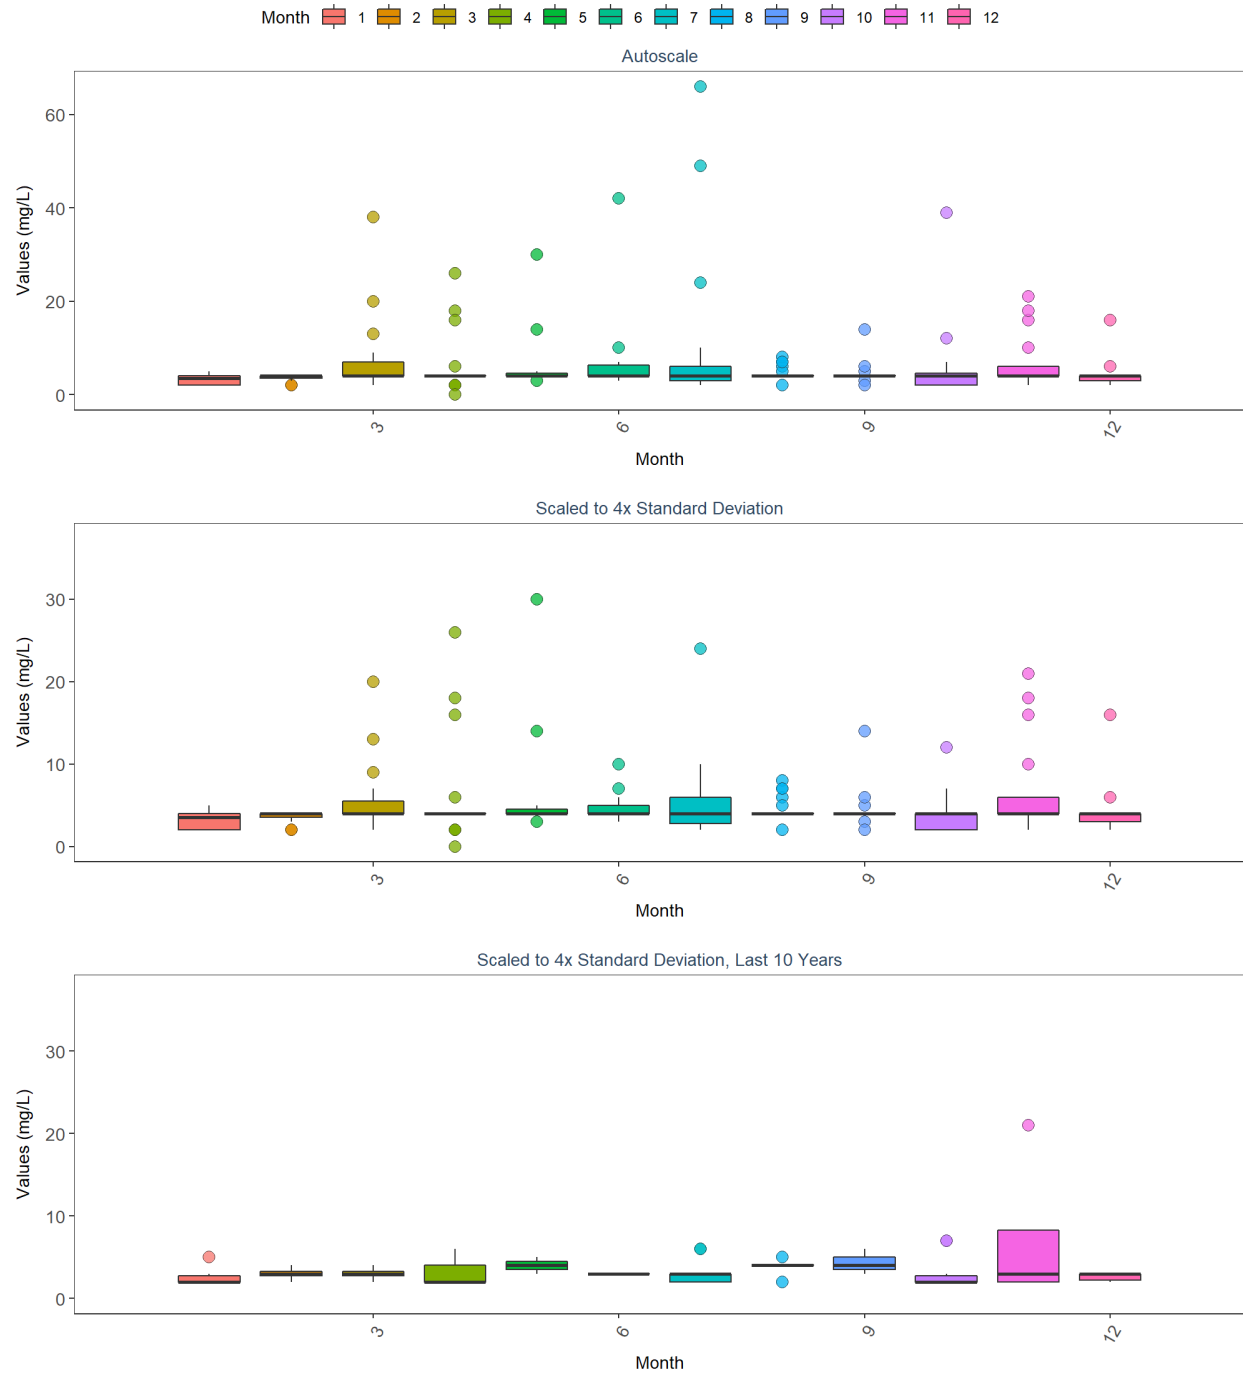 Month 1 2 3 4 5 6 7 8 9 10 11 12
Autoscale
Values (mg/L)
60
40
20
0
3 6 9 12
Month
Scaled to 4x Standard Deviation
Values (mg/L)
30
20
10
0
3 6 9 12
Month
Scaled to 4x Standard Deviation, Last 10 Years
Values (mg/L)
30
20
10
0
3 6 9 12
Month